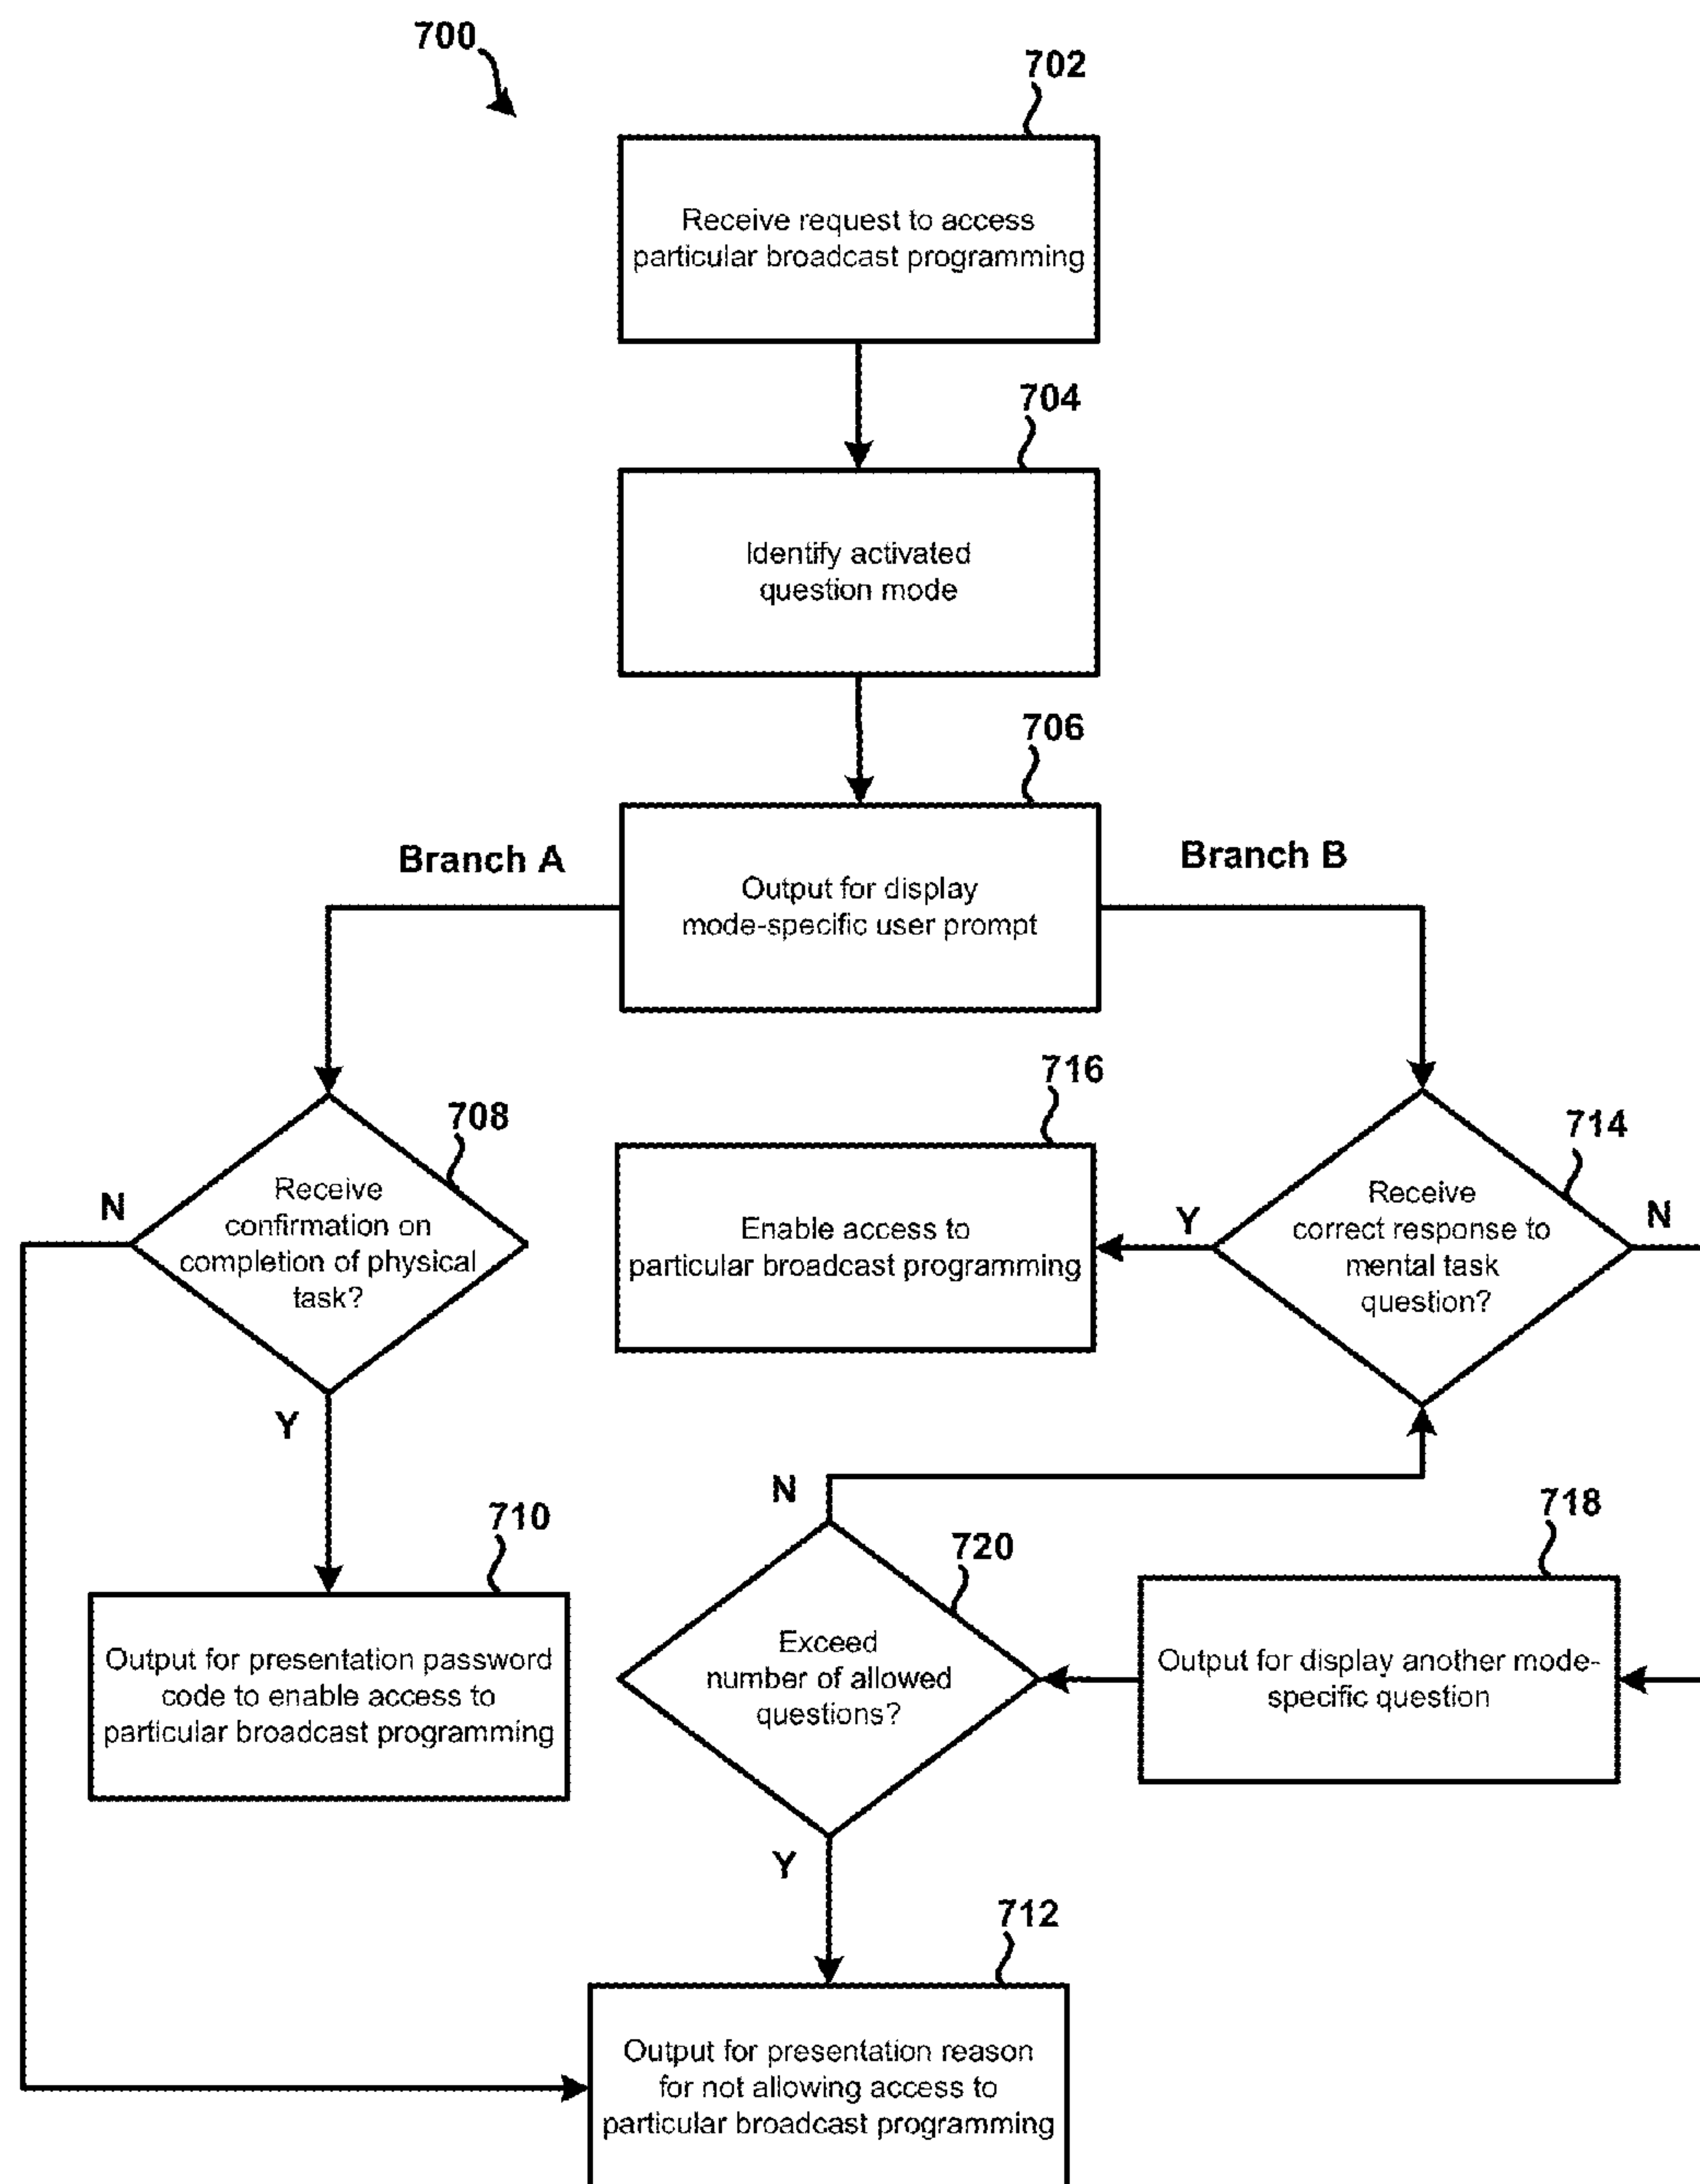 700
702
Receive request to access
particular broadcast programming
704
Identify activated
question mode
706
Branch A
Branch B
Output for display
mode-specific user prompt
716
708
714
N
Receive
confirmation on
completion of physical
task?
Enable access to
particular broadcast programming
Y
Receive
correct response to
mental task
question?
N
Y
N
710
720
718
Output for presentation password
code to enable access to
particular broadcast programming
Exceed
number of allowed
questions?
Output for display another mode-
specific question
Y
712
Output for presentation reason
for not allowing access to
particular broadcast programming